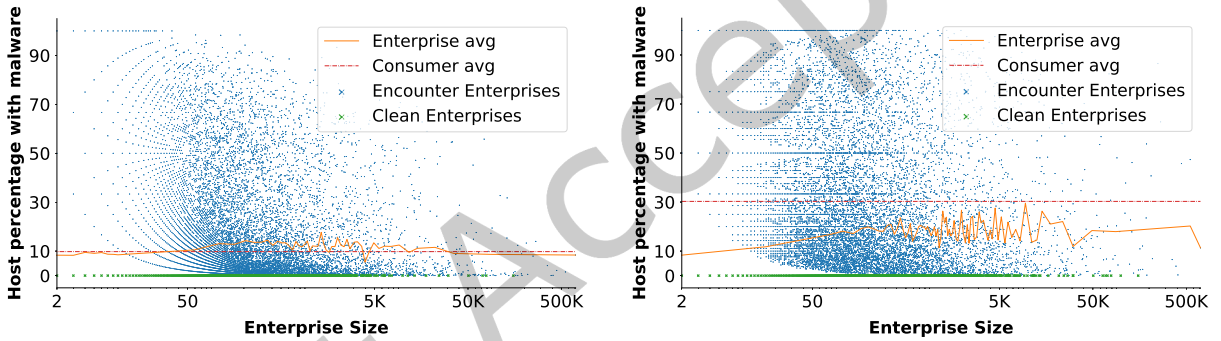 Host percentage with malware
90
70
50
30
10
0
Enterprise avg
Consumer avg
Encounter Enterprises
Clean Enterprises
2 50 5K 50K 500K
Enterprise Size
Host percentage with malware
90
70
50
30
10
0
Enterprise avg
Consumer avg
Encounter Enterprises
Clean Enterprises
2 50 5K 50K 500K
Enterprise Size
Accep